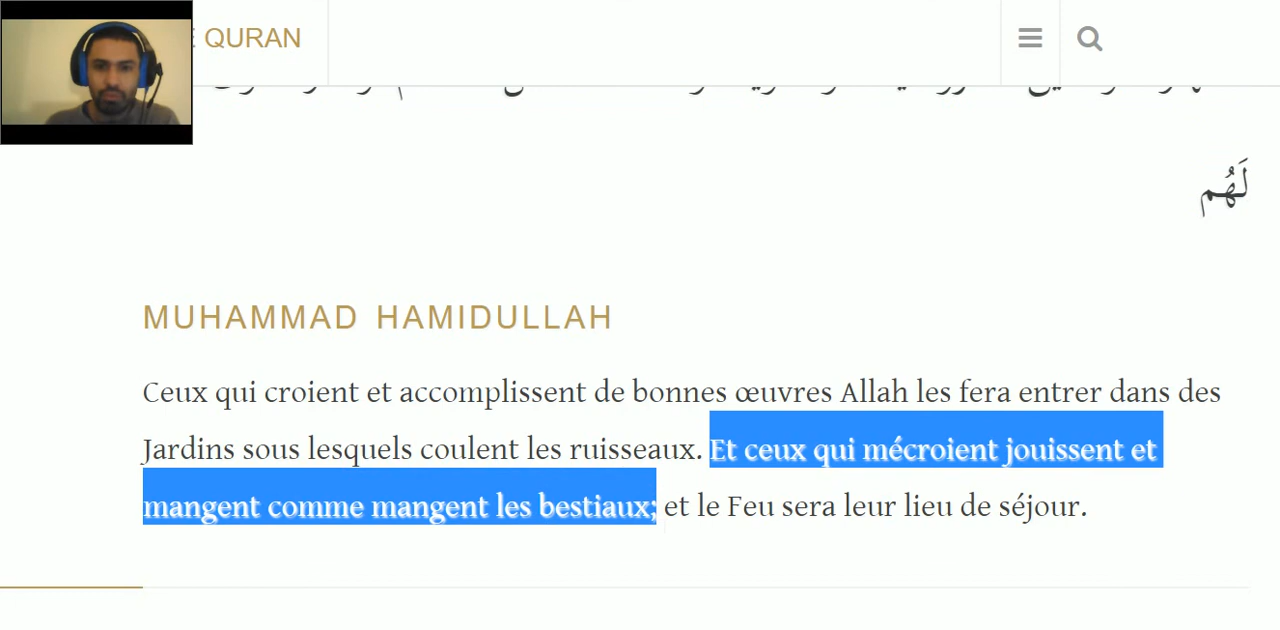 QURAN
لَهُم
MUHAMMAD HAMIDULLAH
Ceux qui croient et accomplissent de bonnes œuvres Allah les fera entrer dans des
Jardins sous lesquels coulent les ruisseaux. Et ceux qui mécroient jouissent et
mangent comme mangent les bestiaux; et le Feu sera leur lieu de séjour.